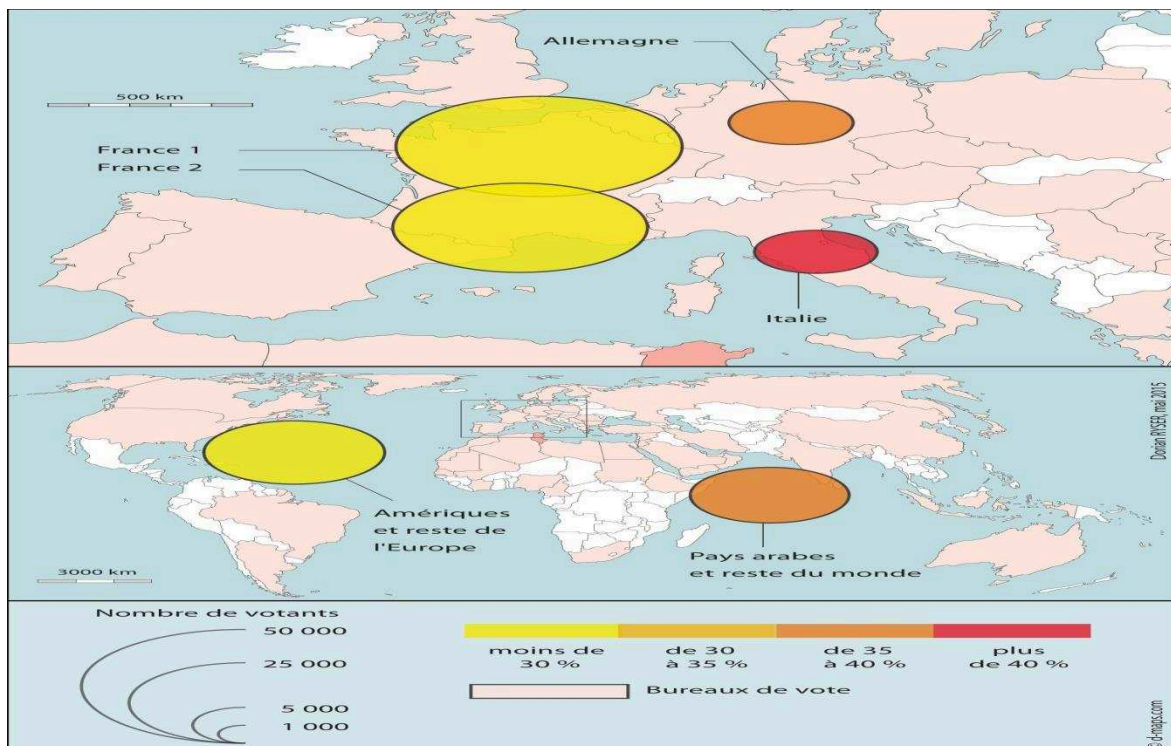 Allemagne
500 km
France 1
France 2
Italie
Dorian RYSER, mai 2015
Amériques
et reste de
l'Europe
Pays arabes
et reste du monde
3000 km
Nombre de votants
50 000
25 000
5 000
1 000
moins de
30 %
de 30
à 35 %
de 35
à 40 %
plus
de 40 %
Bureaux de vote
© d-maps.com